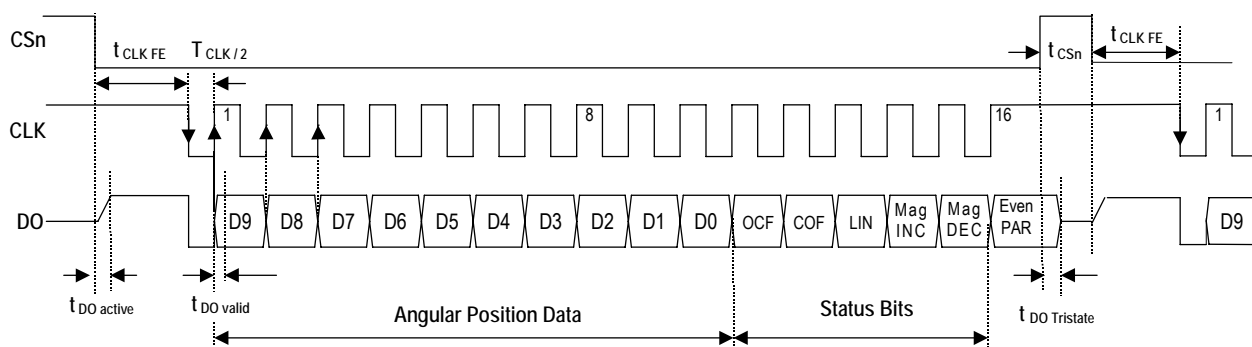 CSn
t CLK FE
T CLK / 2
t CSn
t CLK FE
CLK
1
8
16
1
DO
D9
D8
D7
D6
D5
D4
D3
D2
D1
D0
OCF
COF
LIN
Mag
INC
Mag
DEC
Even
PAR
D9
t DO active
t DO valid
Angular Position Data
Status Bits
t DO Tristate